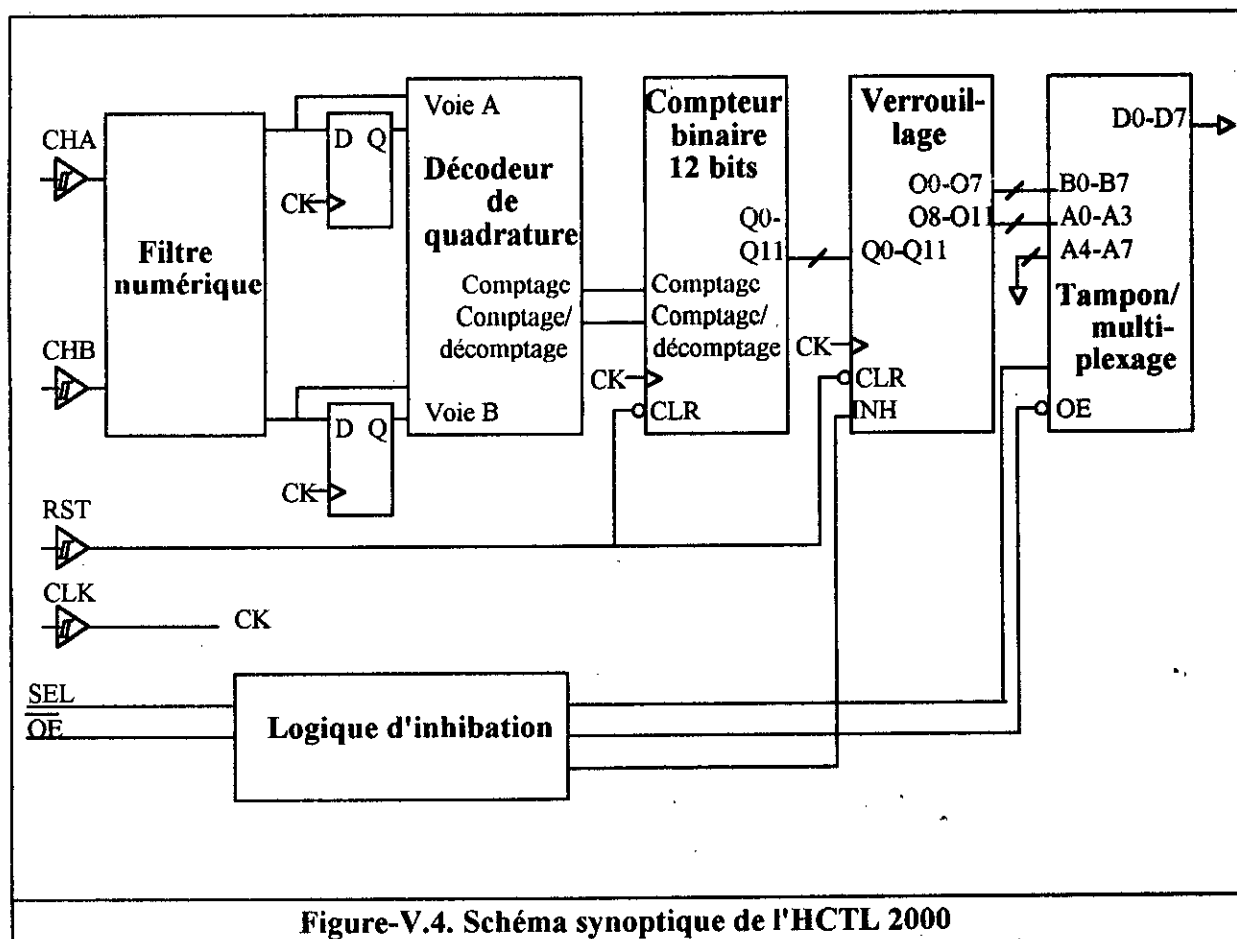 CHA
CHB
Filtre
numérique
D Q
CK
D Q
CK
Voie A
Décodeur
de
quadrature
Comptage
Comptage/
décomptage
Voie B
Compteur
binaire
12 bits
Q0-
Q11
Comptage
Comptage/
décomptage
CK
CLR
Verrouil-
lage
O0-O7
O8-O11
Q0-Q11
CK
CLR
INH
D0-D7
B0-B7
A0-A3
A4-A7
Tampon/
multi-
plexage
OE
RST
CLK
CK
SEL
OE
Logique d'inhibation
Figure-V.4. Schéma synoptique de l'HCTL 2000